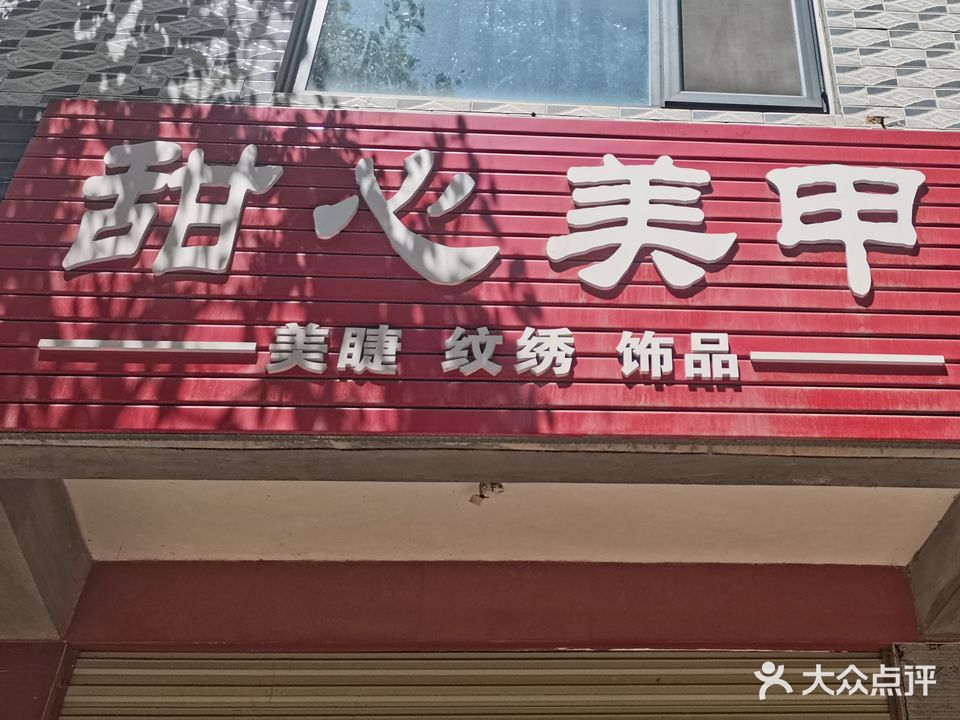 甜心美甲
美睫 纹绣 饰品
大众点评